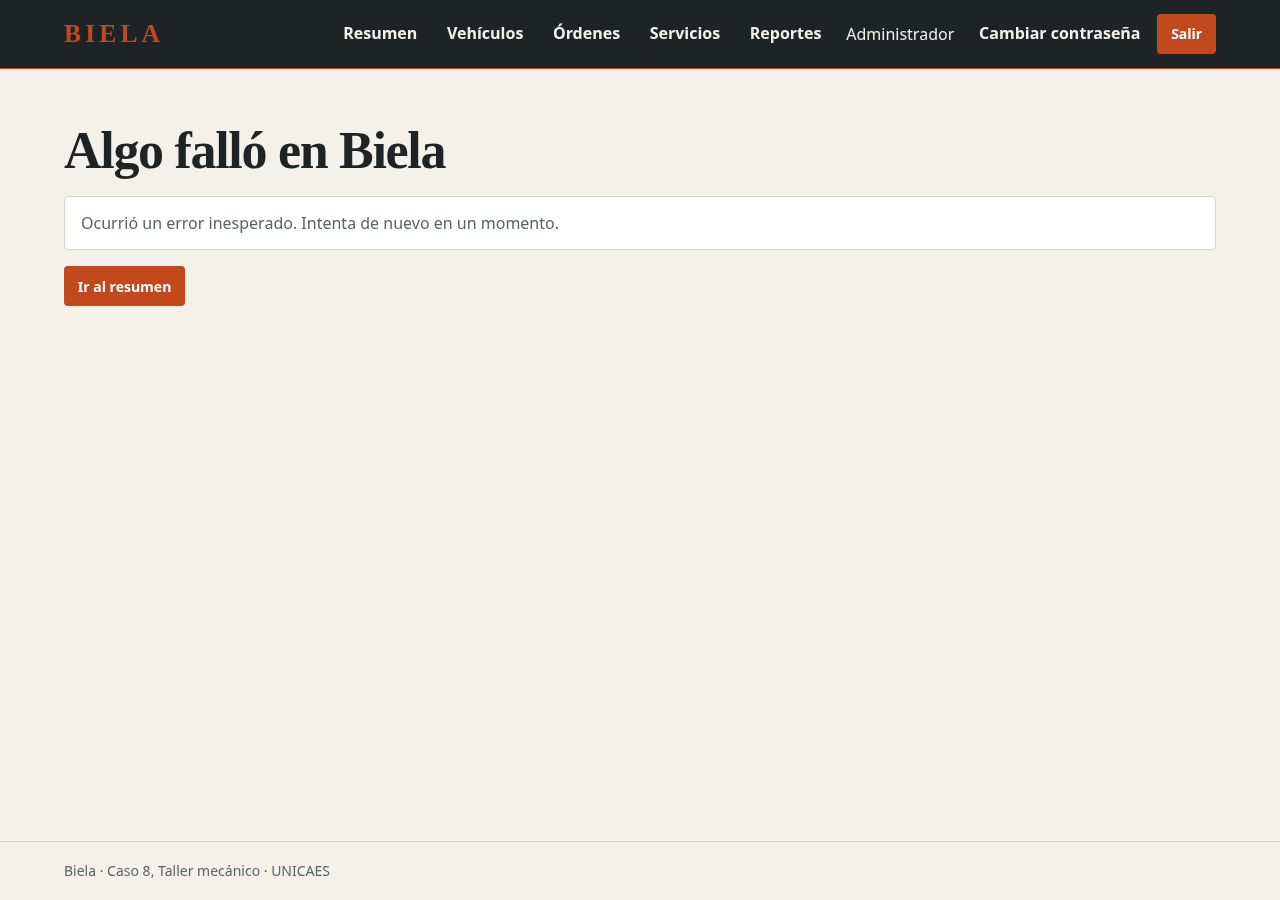 BIELA
Resumen Vehículos Órdenes Servicios Reportes Administrador Cambiar contraseña Salir
Algo falló en Biela
Ocurrió un error inesperado. Intenta de nuevo en un momento.
Ir al resumen
Biela · Caso 8, Taller mecánico · UNICAES